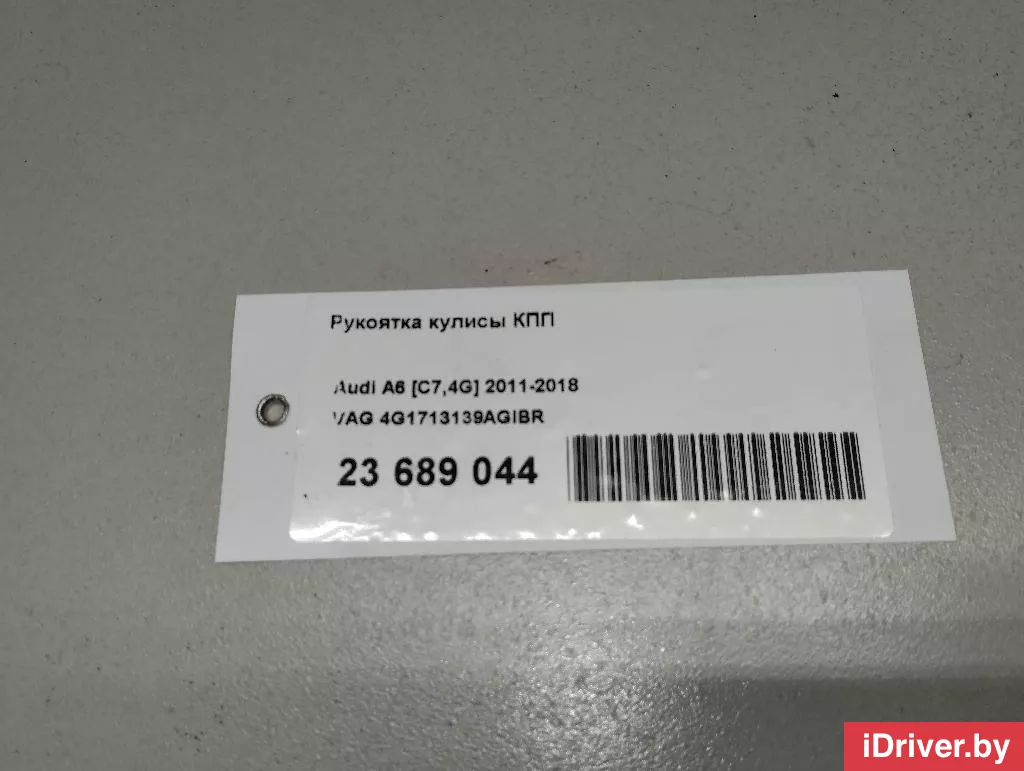 Рукоятка кулисы КПП
Audi A6 [C7,4G] 2011-2018
VAG 4G1713139AGIBR
23 689 044
iDriver.by